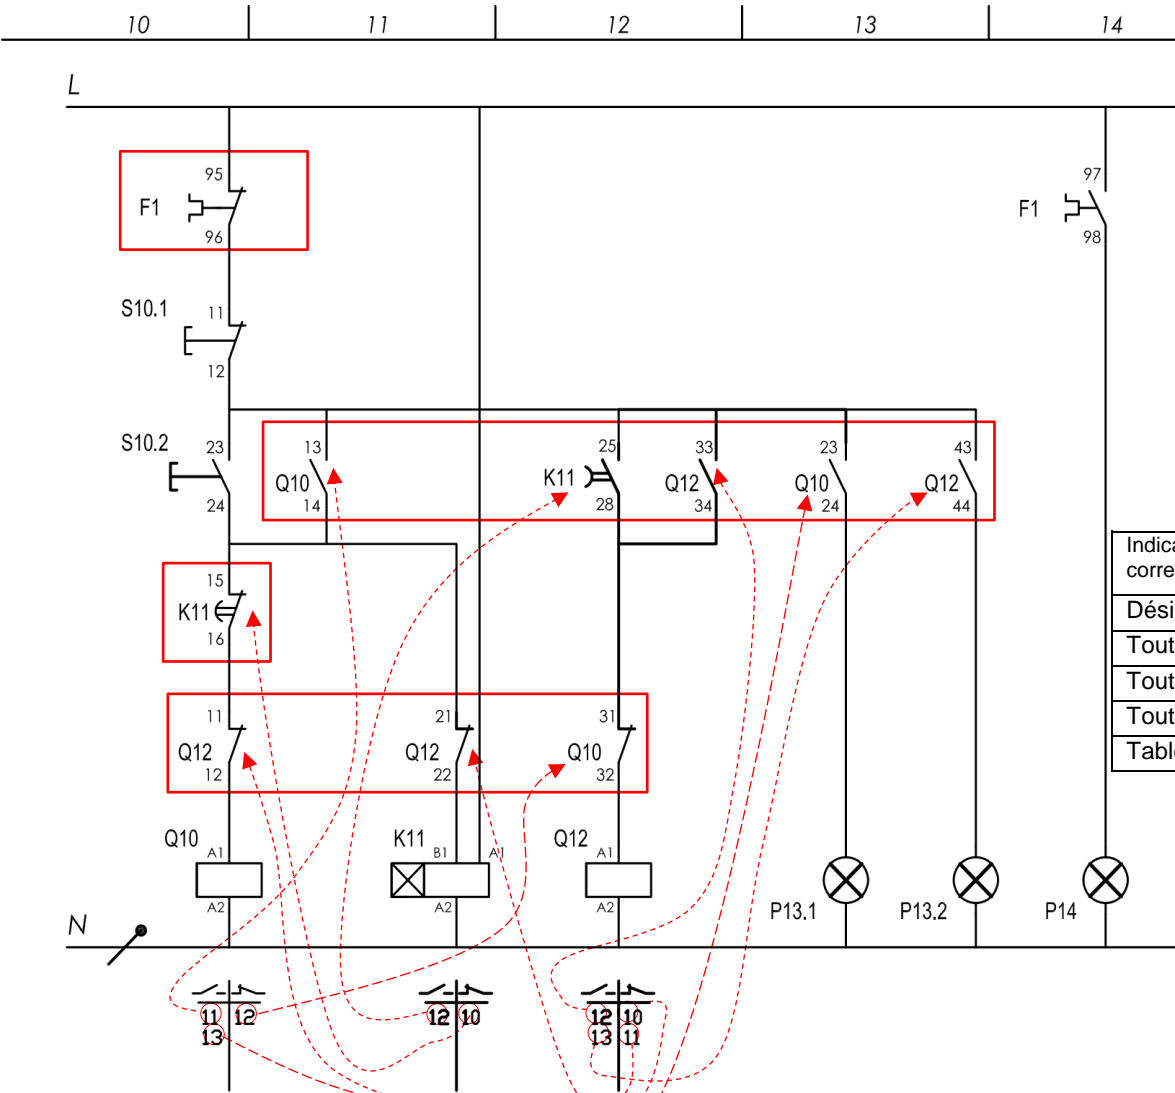 10 11 12 13 14
L
95 97
F1 F1
96 98
S10.1 11
12
S10.2 23 13 25 33 23 43
Q10 K11 Q12 Q10 Q12
24 14 28 34 24 44
Indica
corre
15
K11 Dési
16 Tout
Tout
11 21 31 Tout
Q12 Q12 Q10 Table
12 22 32
Q10 K11 Q12
A1 B1 A1 A1
A2 A2 A2 P13.1 P13.2 P14
N
11 12 12 10 12 10
13 13 11